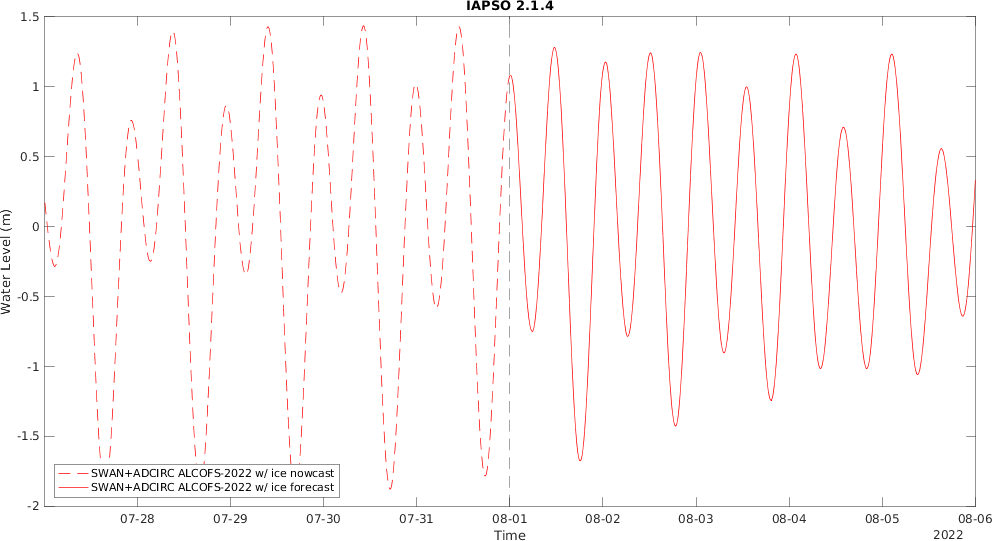 IAPSO 2.1.4
1.5
1
0.5
0
-0.5
-1
-1.5
-2
Water Level (m)
SWAN+ADCIRC ALCOFS-2022 w/ ice nowcast
SWAN+ADCIRC ALCOFS-2022 w/ ice forecast
07-28 07-29 07-30 07-31 08-01 08-02 08-03 08-04 08-05 08-06
Time
2022